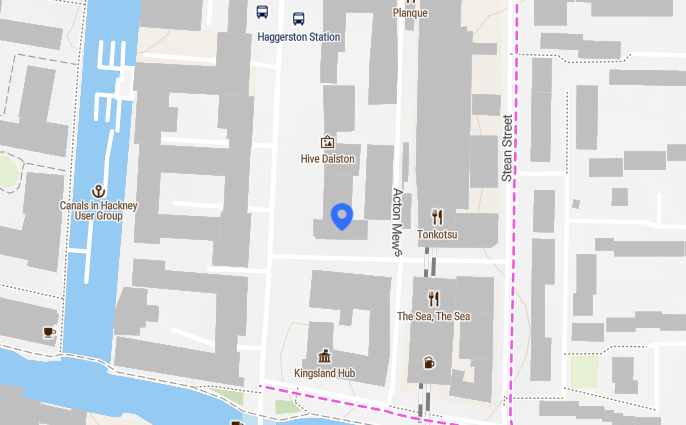 Planque
Haggerston Station
Stean Street
Hive Dalston
Canals in Hackney
User Group
Acton Mews
Tonkotsu
The Sea, The Sea
Kingsland Hub